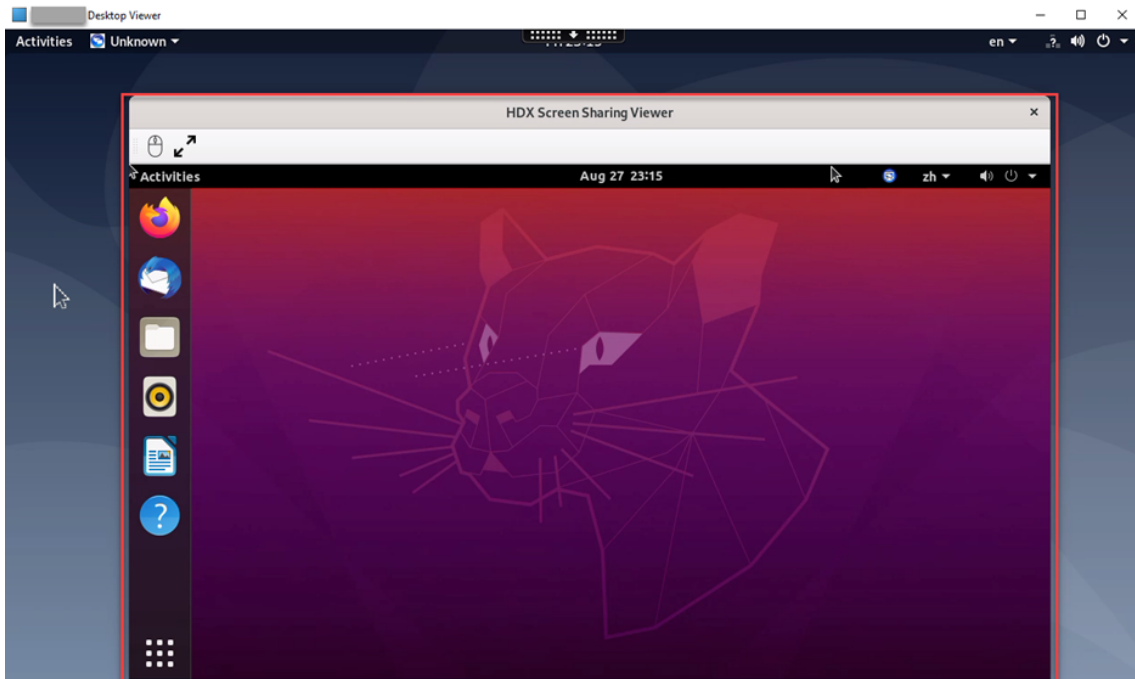 Desktop Viewer
Activities Unknown en
HDX Screen Sharing Viewer
Activities Aug 27 23:15 zh
?